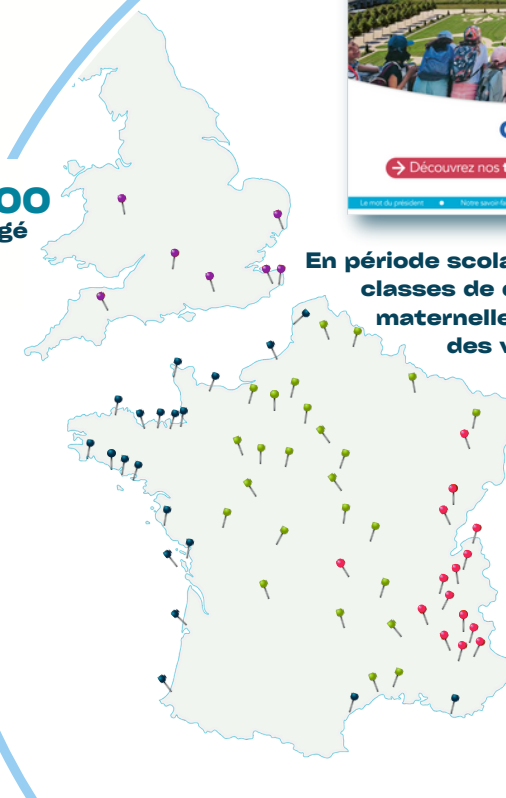 00
gé
Découvrez nos t
Le mot du président • Notre savoir-fa
En période scola
classes de
maternelle
des v